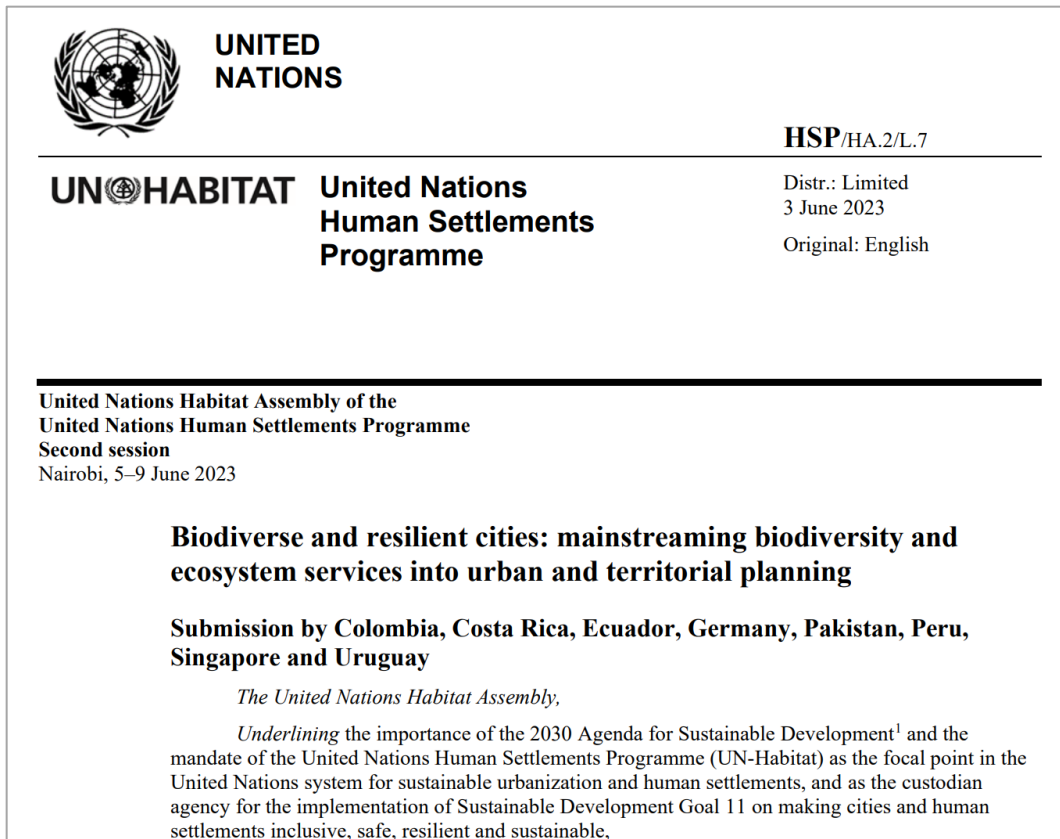 UNITED
NATIONS
HSP/HA.2/L.7
UN HABITAT
United Nations
Human Settlements
Programme
Distr.: Limited
3 June 2023
Original: English
United Nations Habitat Assembly of the
United Nations Human Settlements Programme
Second session
Nairobi, 5–9 June 2023
Biodiverse and resilient cities: mainstreaming biodiversity and
ecosystem services into urban and territorial planning
Submission by Colombia, Costa Rica, Ecuador, Germany, Pakistan, Peru,
Singapore and Uruguay
The United Nations Habitat Assembly,
Underlining the importance of the 2030 Agenda for Sustainable Development¹ and the
mandate of the United Nations Human Settlements Programme (UN-Habitat) as the focal point in the
United Nations system for sustainable urbanization and human settlements, and as the custodian
agency for the implementation of Sustainable Development Goal 11 on making cities and human
settlements inclusive, safe, resilient and sustainable,